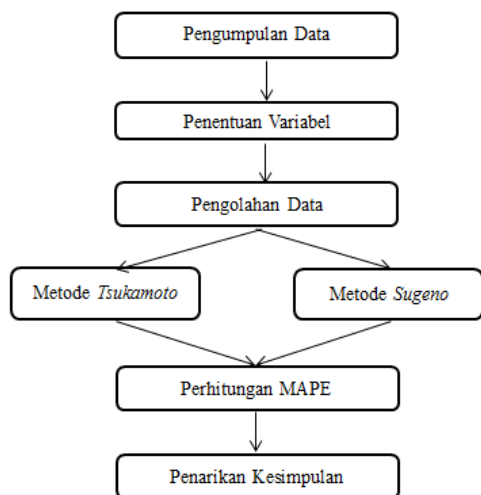 Pengumpulan Data
Penentuan Variabel
Pengolahan Data
Metode Tsukamoto
Metode Sugeno
Perhitungan MAPE
Penarikan Kesimpulan